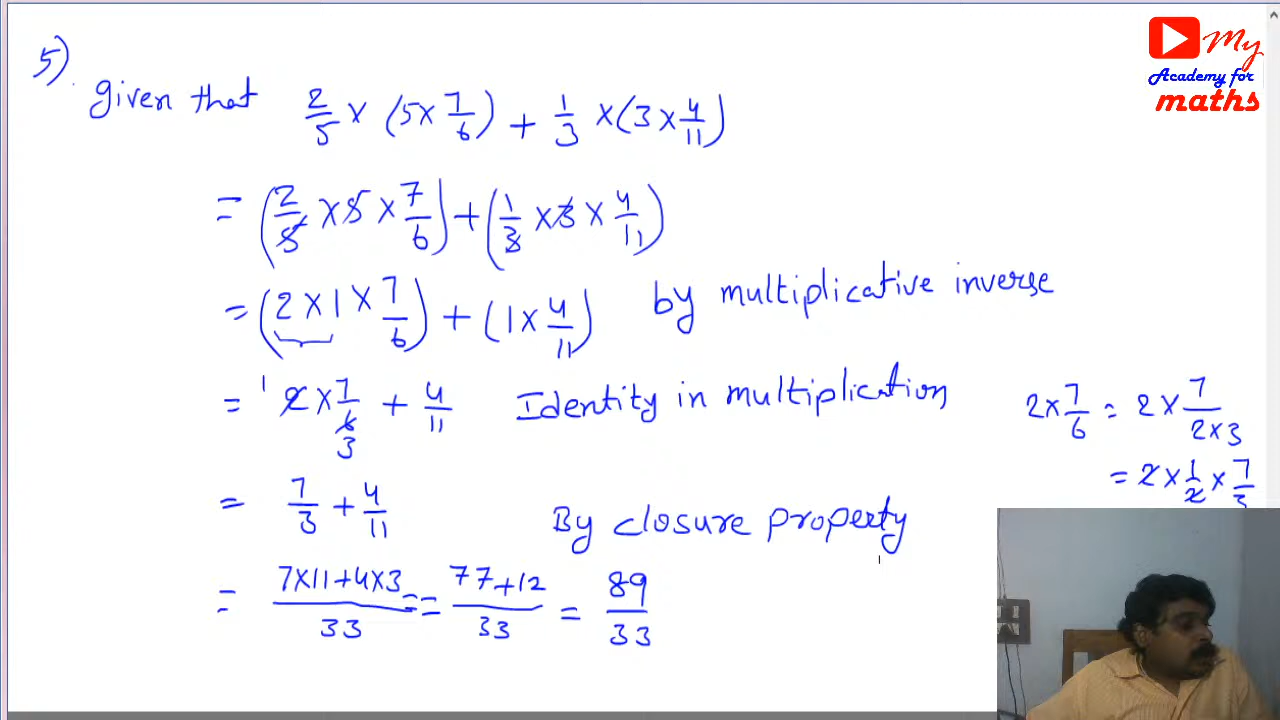 My
Academy for
maths
5)
given that 2/5 × (5 × 7/6) + 1/3 × (3 × 4/11)
= (2/5 × 5 × 7/6) + (1/3 × 3 × 4/11)
= (2 × 1 × 7/6) + (1 × 4/11) by multiplicative inverse
= 1 2 × 7/6 3 + 4/11 Identity in multiplication
2 × 7/6 = 2 × 7/2×3
= 2 × 1/2 × 7/3
= 7/3 + 4/11 By closure property
= 7×11+4×3/33 == 77+12/33 = 89/33